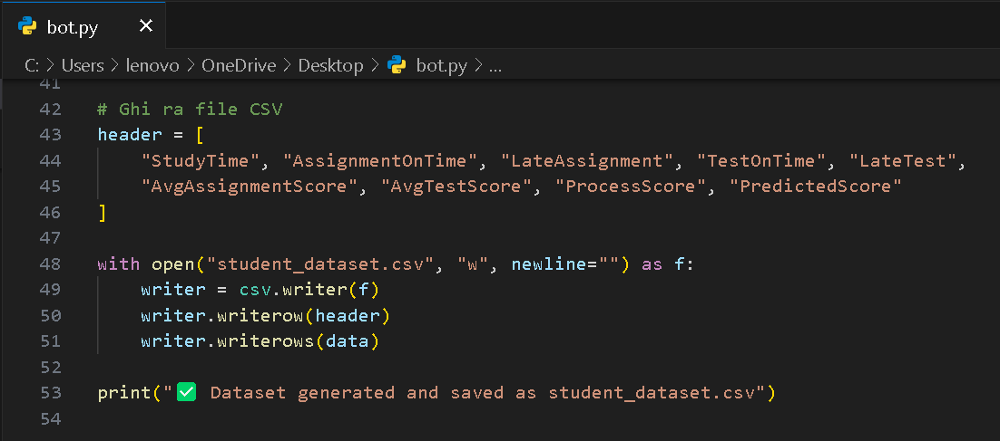 bot.py
C: > Users > lenovo > OneDrive > Desktop > bot.py > ...
41
42 # Ghi ra file CSV
43 header = [
44     "StudyTime", "AssignmentOnTime", "LateAssignment", "TestOnTime", "LateTest",
45     "AvgAssignmentScore", "AvgTestScore", "ProcessScore", "PredictedScore"
46 ]
47
48 with open("student_dataset.csv", "w", newline="") as f:
49     writer = csv.writer(f)
50     writer.writerow(header)
51     writer.writerows(data)
52
53 print("✅ Dataset generated and saved as student_dataset.csv")
54